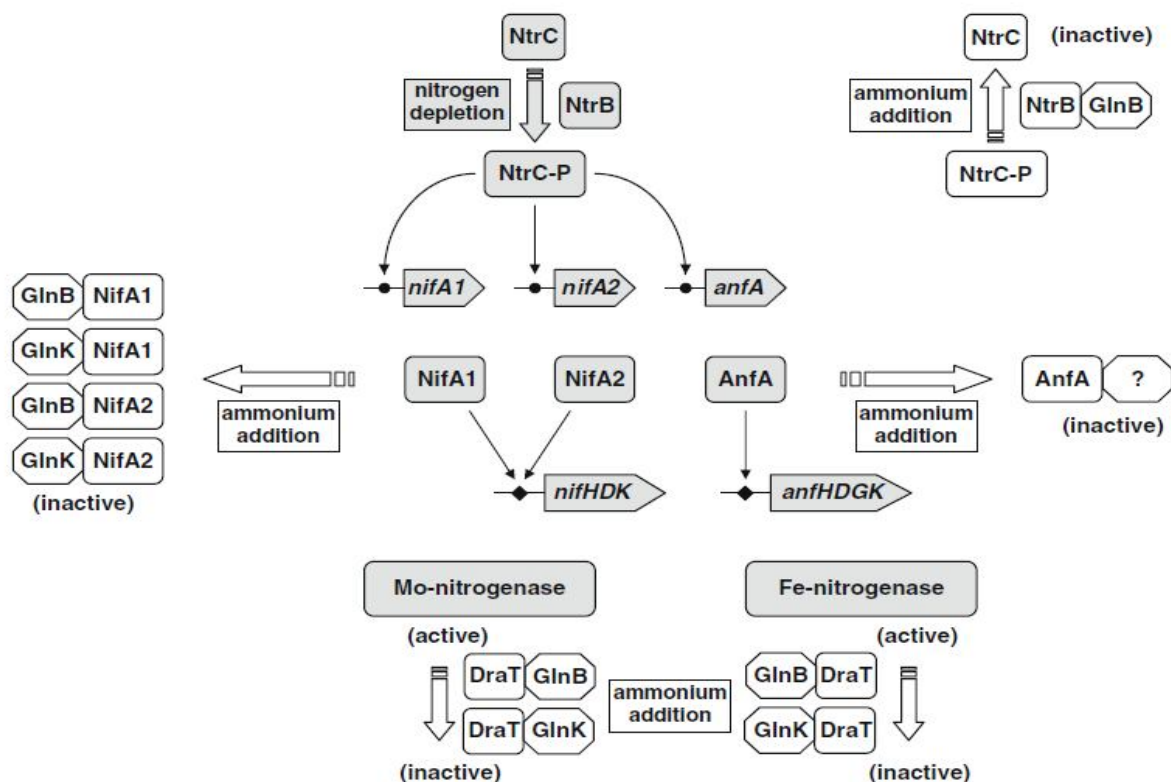 NtrC
nitrogen
depletion
NtrB
NtrC-P
NtrC
(inactive)
ammonium
addition
NtrB
GlnB
NtrC-P
nifA1
nifA2
anfA
GlnB
NifA1
GlnK
NifA1
GlnB
NifA2
GlnK
NifA2
(inactive)
ammonium
addition
NifA1
NifA2
AnfA
ammonium
addition
AnfA
?
(inactive)
nifHDK
anfHDGK
Mo-nitrogenase
(active)
DraT
GlnB
DraT
GlnK
(inactive)
ammonium
addition
Fe-nitrogenase
(active)
GlnB
DraT
GlnK
DraT
(inactive)